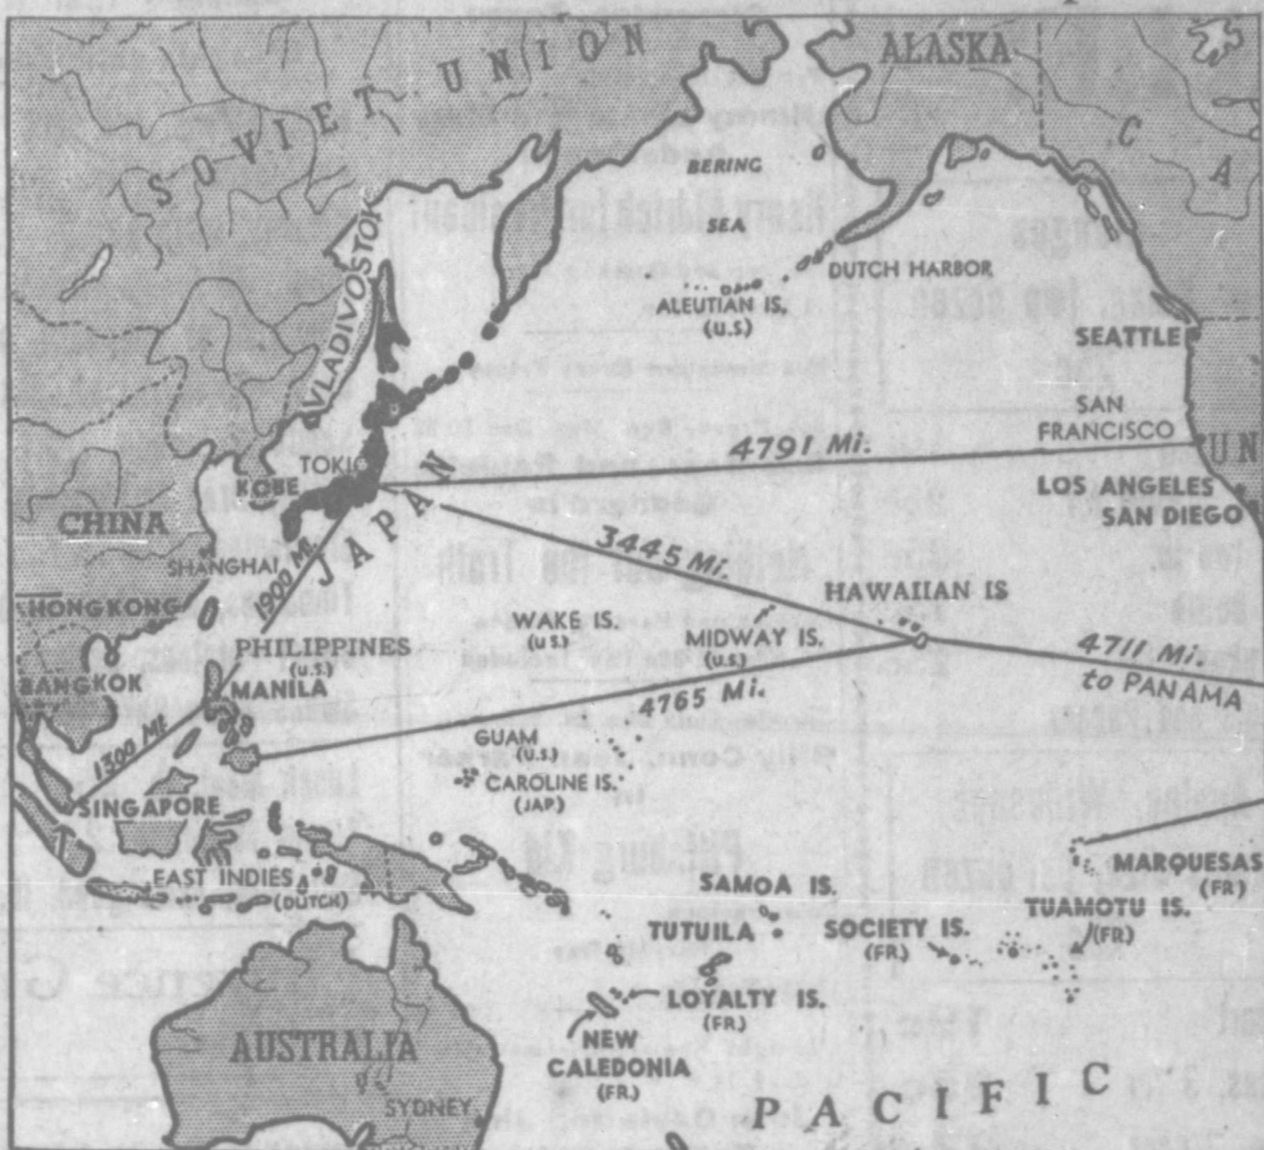 SOVIET UNION
ALASKA
C
A
BERING
SEA
DUTCH HARBOR
ALEUTIAN IS.
(U.S)
VLADIVOSTOK
SEATTLE
SAN
FRANCISCO
4791 Mi.
UN
TOKIO
KOBE
JAPAN
LOS ANGELES
SAN DIEGO
CHINA
3445 Mi.
SHANGHAI
1900 MI.
HAWAIIAN IS
HONGKONG
WAKE IS.
(U.S.)
MIDWAY IS.
(U.S.)
4711 Mi.
to PANAMA
PHILIPPINES
(U.S.)
BANGKOK
MANILA
4765 Mi.
GUAM
(U.S.)
1300 MI
CAROLINE IS.
(JAP.)
SINGAPORE
MARQUESAS
(FR)
EAST INDIES
(DUTCH)
SAMOA IS.
TUAMOTU IS.
(FR)
TUTUILA
SOCIETY IS.
(FR.)
LOYALTY IS.
(FR.)
NEW
CALEDONIA
(FR.)
AUSTRALIA
SYDNEY
PACIFIC